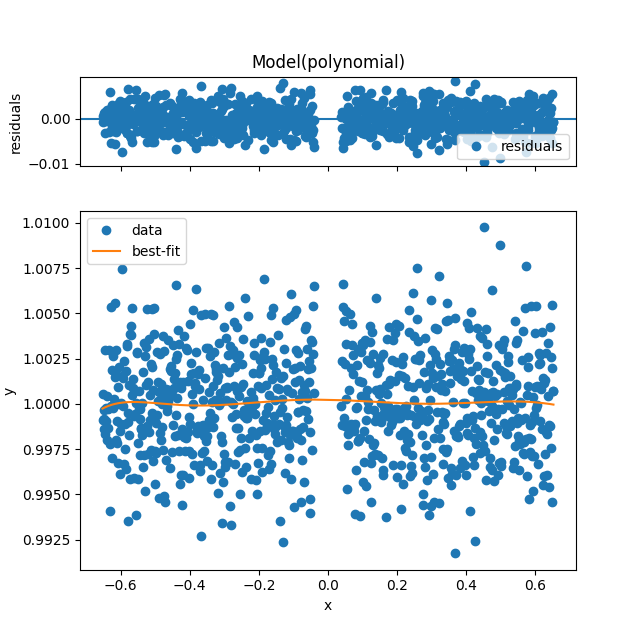 Model(polynomial)
residuals
0.00
−0.01
residuals
y
1.0100
1.0075
1.0050
1.0025
1.0000
0.9975
0.9950
0.9925
data
best-fit
−0.6 −0.4 −0.2 0.0 0.2 0.4 0.6
x